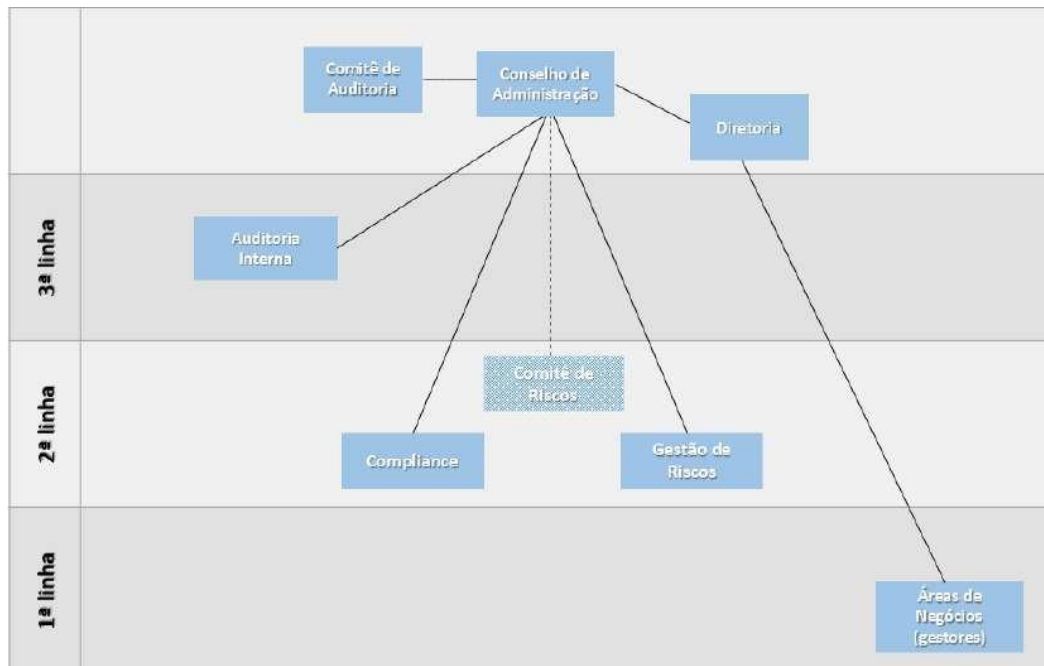 Comitê de
Auditoria
Conselho de
Administração
Diretoria
3ª linha
Auditoria
Interna
2ª linha
Comitê de
Riscos
Compliance
Gestão de
Riscos
1ª linha
Áreas de
Negócios
(gestores)